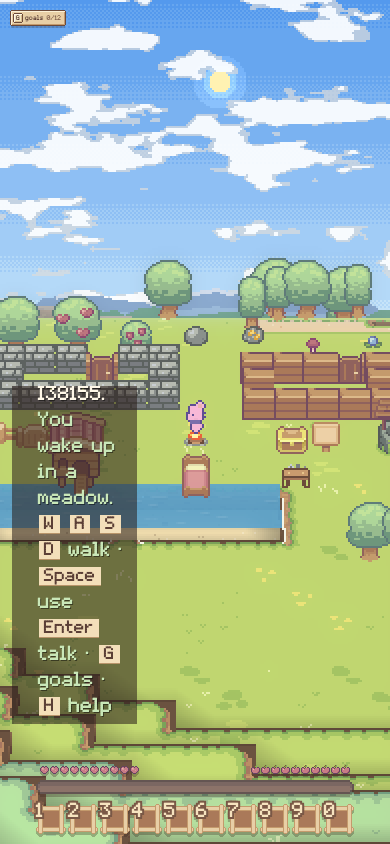 G goals 0/12
I38155.
You
wake up
in a
meadow.
W A S
D walk ·
Space
use
Enter
talk · G
goals ·
H help
1 2 3 4 5 6 7 8 9 0